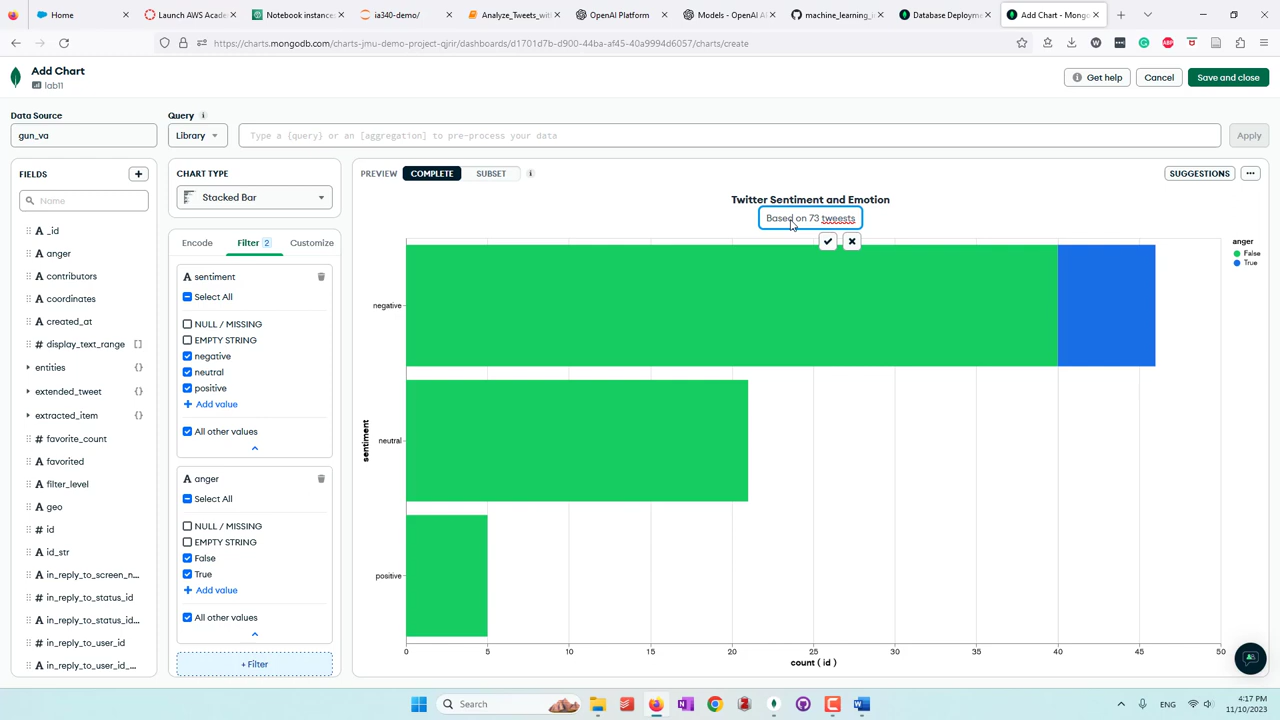 Home
Launch AWS Acade
Notebook instance
ia340-demo/
Analyze_Tweets_wit
OpenAI Platform
Models - OpenAI A
machine_learning_i
Database Deployme
Add Chart - Mongo
https://charts.mongodb.com/charts-jmu-demo-project-qjrir/dashboards/d1701d7b-db20-44ba-af45-40a9994d6057/charts/create
Add Chart
lab11
Get help
Cancel
Save and close
Data Source
Query
gun_va
Library
Type a {query} or an [aggregation] to pre-process your data
Apply
FIELDS
Name
_id
anger
contributors
coordinates
created_at
display_text_range []
entities {}
extended_tweet {}
extracted_item {}
favorite_count
favorited
filter_level
geo
id
id_str
in_reply_to_screen_n...
in_reply_to_status_id
in_reply_to_status_id...
in_reply_to_user_id
in_reply_to_user_id_...
CHART TYPE
Stacked Bar
Encode Filter 2 Customize
sentiment
Select All
NULL / MISSING
EMPTY STRING
negative
neutral
positive
+ Add value
All other values
anger
Select All
NULL / MISSING
EMPTY STRING
False
True
+ Add value
All other values
+ Filter
PREVIEW COMPLETE SUBSET
SUGGESTIONS
Twitter Sentiment and Emotion
Based on 73 tweests
anger
False
True
negative
neutral
positive
sentiment
0 5 10 15 20 25 30 35 40 45 50
count ( id )
Search
ENG
4:17 PM
11/10/2023